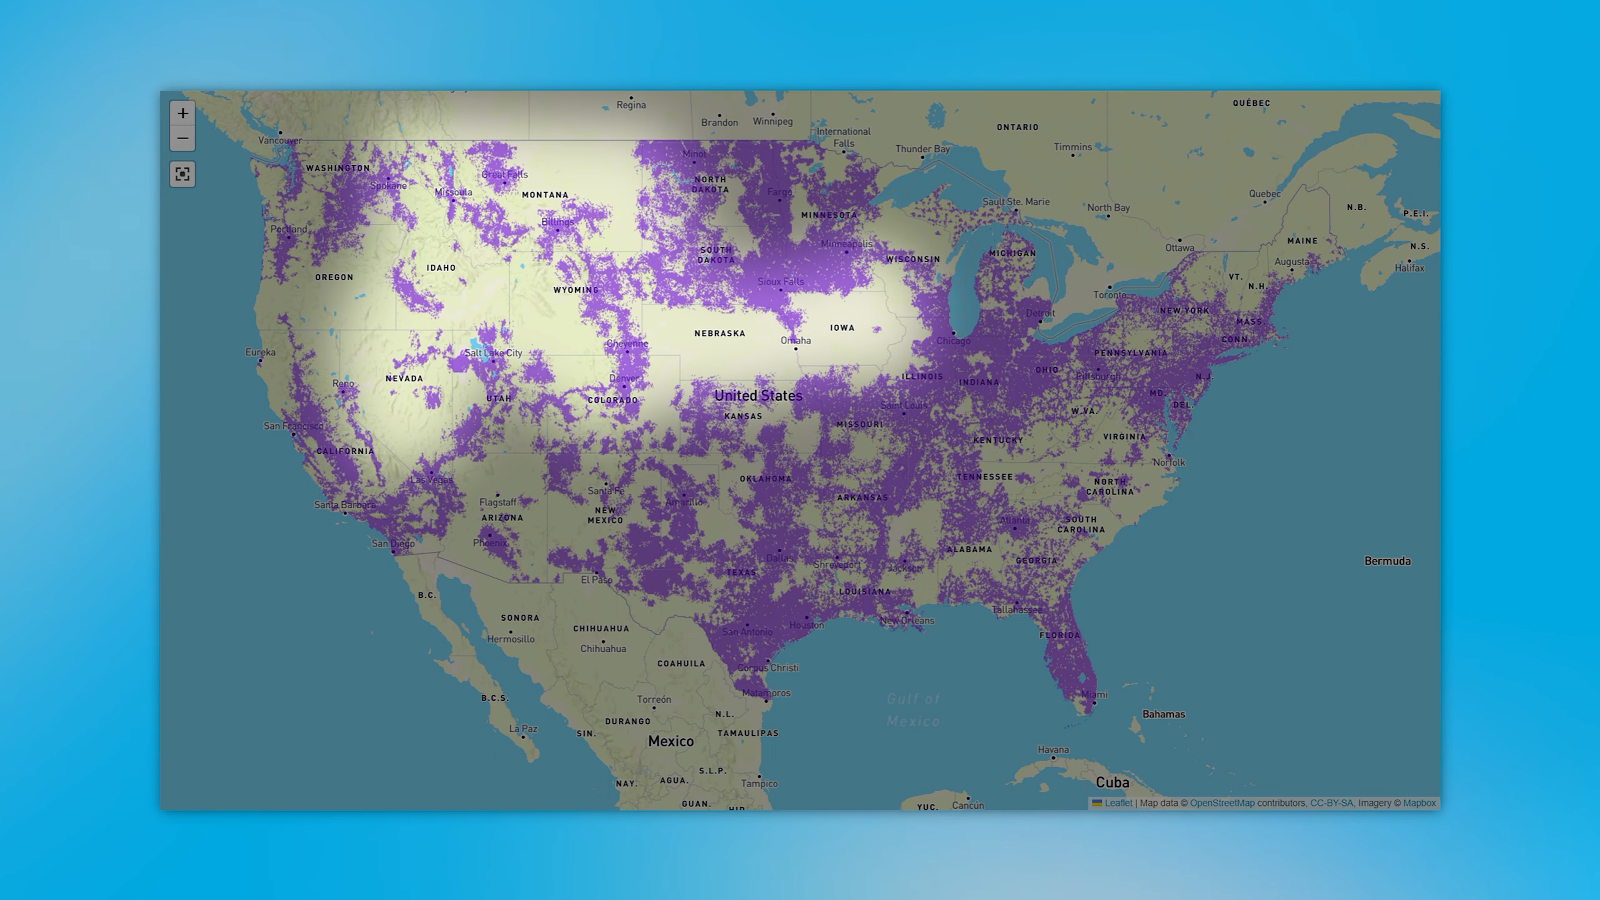 +
−
Regina
QUÉBEC
Brandon
Winnipeg
ONTARIO
Vancouver
International
Falls
Thunder Bay
Timmins
WASHINGTON
Spokane
Missoula
Great Falls
MONTANA
Minot
NORTH
DAKOTA
Fargo
MINNESOTA
Sault Ste. Marie
North Bay
Quebec
N.B.
P.E.I.
Portland
Billings
Minneapolis
SOUTH
DAKOTA
WISCONSIN
MICHIGAN
Ottawa
MAINE
Augusta
N.S.
Halifax
OREGON
IDAHO
WYOMING
Sioux Falls
Toronto
VT.
N.H.
Detroit
NEW YORK
MASS.
CONN.
NEBRASKA
IOWA
Omaha
Chicago
Eureka
Salt Lake City
Cheyenne
PENNSYLVANIA
Pittsburgh
N.J.
Reno
NEVADA
UTAH
Denver
COLORADO
United States
KANSAS
ILLINOIS
INDIANA
OHIO
MD.
DEL.
Saint Louis
MISSOURI
W.VA.
San Francisco
CALIFORNIA
KENTUCKY
VIRGINIA
Norfolk
Las Vegas
Santa Fe
OKLAHOMA
TENNESSEE
NORTH
CAROLINA
Santa Barbara
Flagstaff
ARIZONA
NEW
MEXICO
Amarillo
ARKANSAS
Atlanta
SOUTH
CAROLINA
San Diego
Phoenix
Dallas
Shreveport
Jackson
ALABAMA
GEORGIA
Bermuda
El Paso
TEXAS
LOUISIANA
B.C.
SONORA
Hermosillo
CHIHUAHUA
Chihuahua
San Antonio
Houston
New Orleans
Tallahassee
FLORIDA
COAHUILA
Corpus Christi
Matamoros
Miami
B.C.S.
Torreón
DURANGO
N.L.
Gulf of
Mexico
Bahamas
La Paz
SIN.
Mexico
TAMAULIPAS
Havana
NAY.
AGUA.
S.L.P.
Tampico
Cuba
GUAN.
HID.
YUC.
Cancún
Leaflet | Map data © OpenStreetMap contributors, CC-BY-SA, Imagery © Mapbox